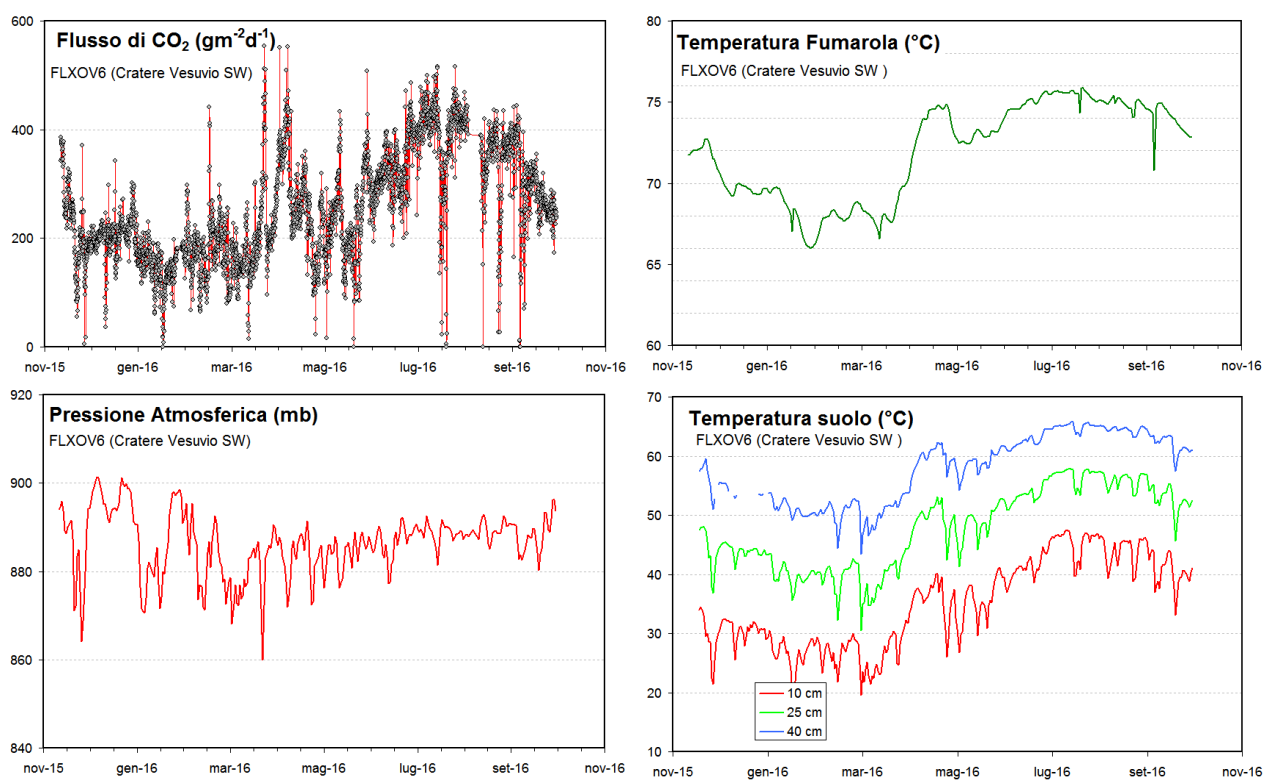 Flusso di CO2 (gm-2d-1)
FLXOV6 (Cratere Vesuvio SW)
600
400
200
0
nov-15 gen-16 mar-16 mag-16 lug-16 set-16 nov-16
Temperatura Fumarola (°C)
FLXOV6 (Cratere Vesuvio SW )
80
75
70
65
60
nov-15 gen-16 mar-16 mag-16 lug-16 set-16 nov-16
Pressione Atmosferica (mb)
FLXOV6 (Cratere Vesuvio SW)
920
900
880
860
840
nov-15 gen-16 mar-16 mag-16 lug-16 set-16 nov-16
Temperatura suolo (°C)
FLXOV6 (Cratere Vesuvio SW )
70
60
50
40
30
20
10
10 cm
25 cm
40 cm
nov-15 gen-16 mar-16 mag-16 lug-16 set-16 nov-16